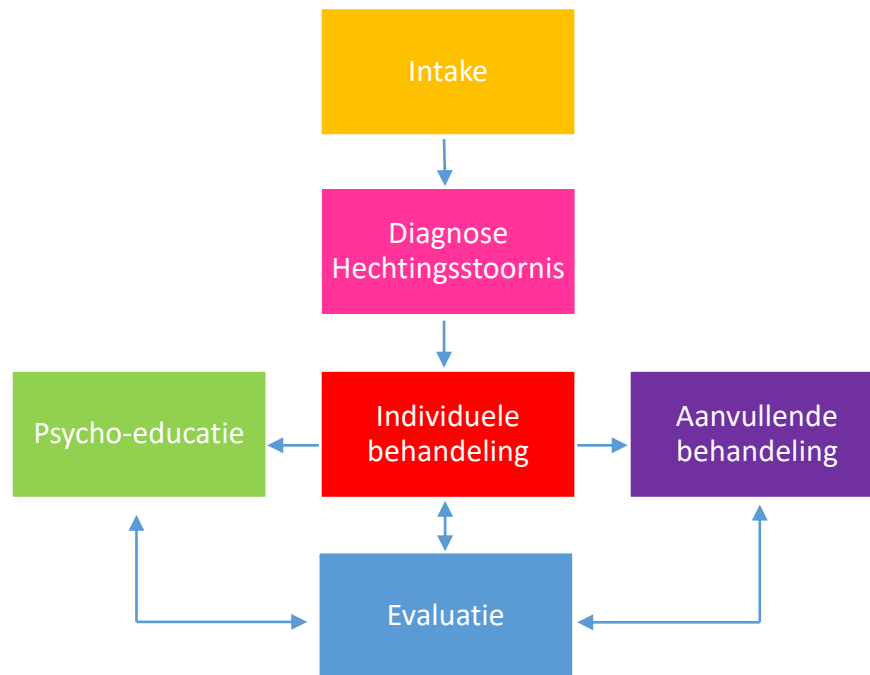 Intake
Diagnose
Hechtingsstoornis
Psycho-educatie
Individuele
behandeling
Aanvullende
behandeling
Evaluatie